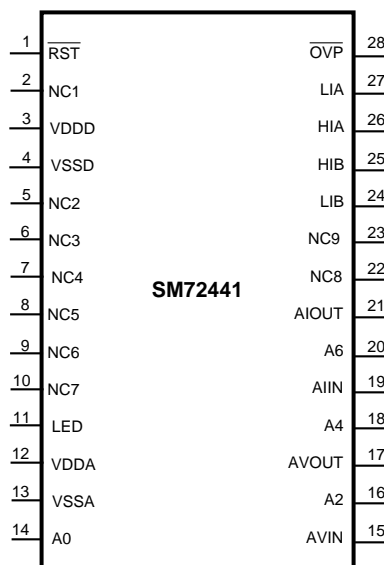 1 RST OVP 28
2 NC1 LIA 27
3 VDDD HIA 26
4 VSSD HIB 25
5 NC2 LIB 24
6 NC3 NC9 23
7 NC4 NC8 22
SM72441
8 NC5 AIOUT 21
9 NC6 A6 20
10 NC7 AIIN 19
11 LED A4 18
12 VDDA AVOUT 17
13 VSSA A2 16
14 A0 AVIN 15